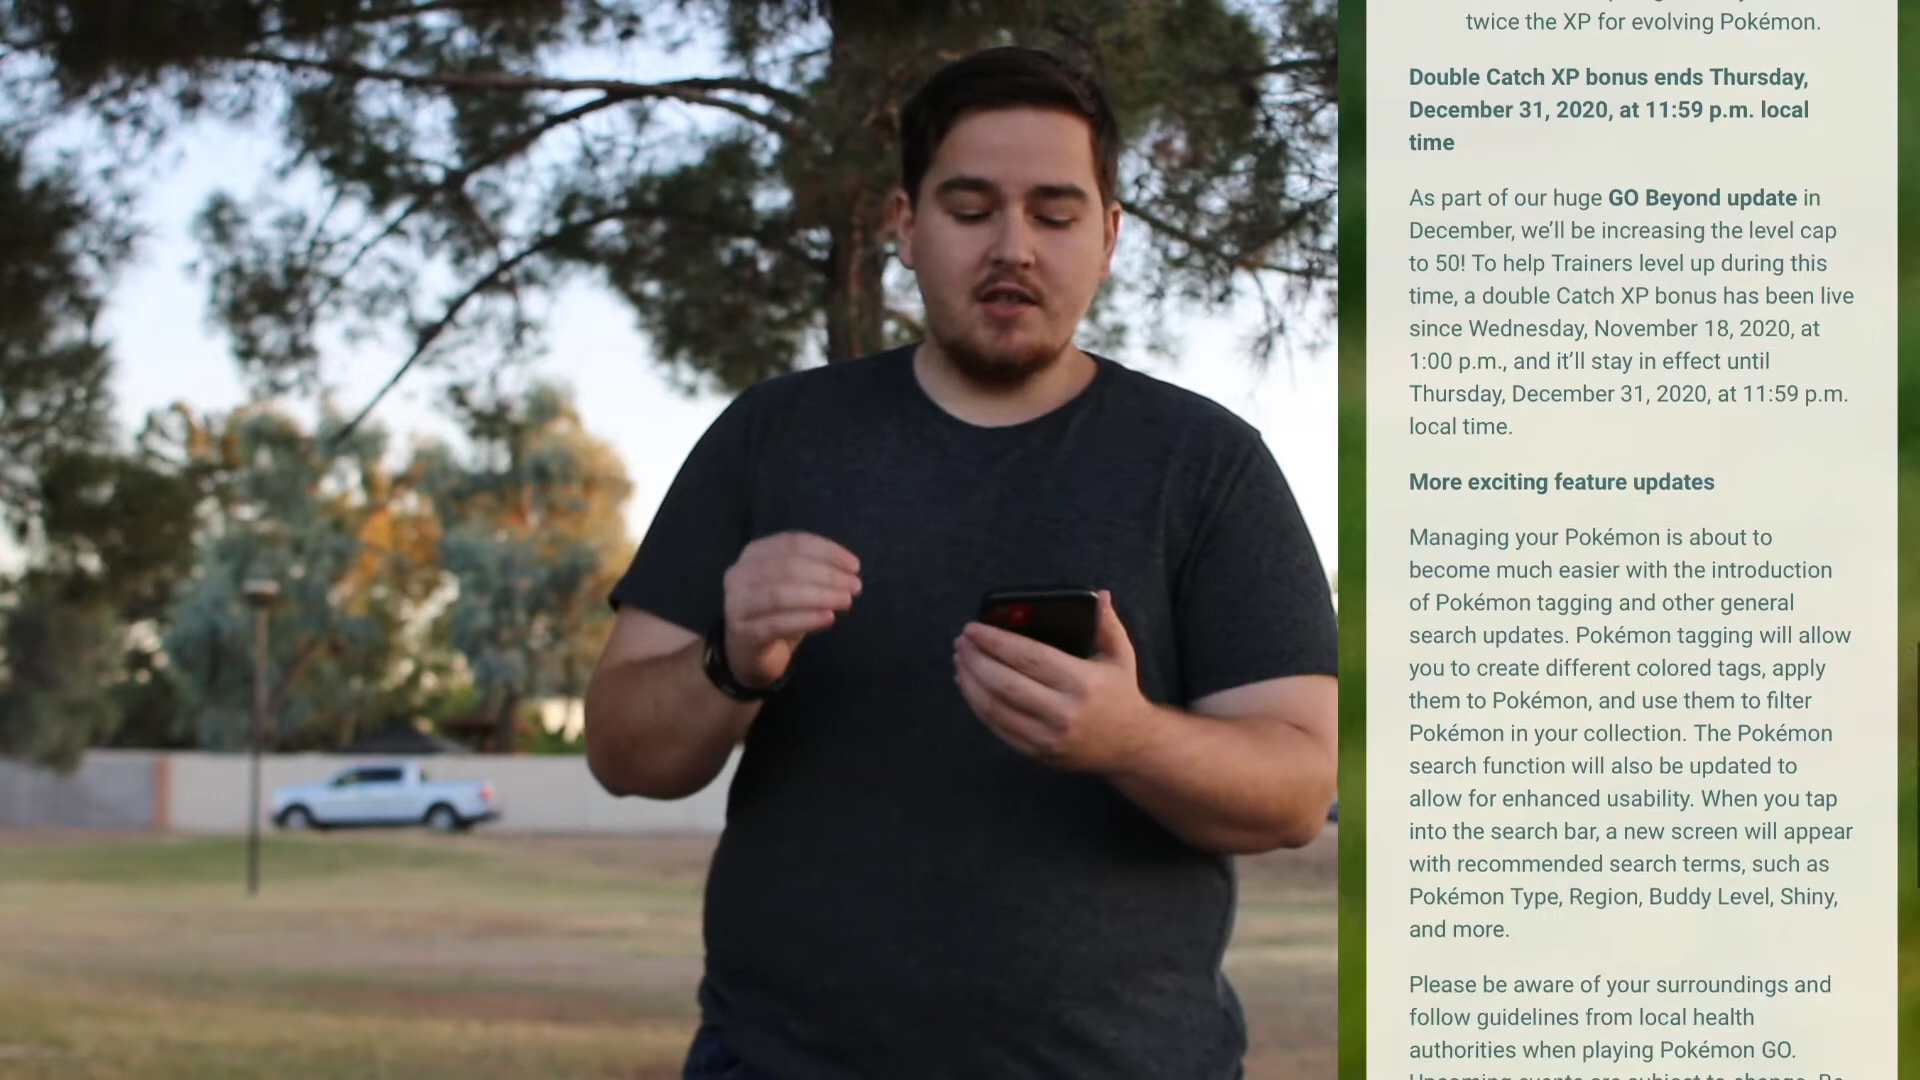 twice the XP for evolving Pokémon.
Double Catch XP bonus ends Thursday,
December 31, 2020, at 11:59 p.m. local
time
As part of our huge GO Beyond update in
December, we’ll be increasing the level cap
to 50! To help Trainers level up during this
time, a double Catch XP bonus has been live
since Wednesday, November 18, 2020, at
1:00 p.m., and it’ll stay in effect until
Thursday, December 31, 2020, at 11:59 p.m.
local time.
More exciting feature updates
Managing your Pokémon is about to
become much easier with the introduction
of Pokémon tagging and other general
search updates. Pokémon tagging will allow
you to create different colored tags, apply
them to Pokémon, and use them to filter
Pokémon in your collection. The Pokémon
search function will also be updated to
allow for enhanced usability. When you tap
into the search bar, a new screen will appear
with recommended search terms, such as
Pokémon Type, Region, Buddy Level, Shiny,
and more.
Please be aware of your surroundings and
follow guidelines from local health
authorities when playing Pokémon GO.
Upcoming events are subject to change. Be